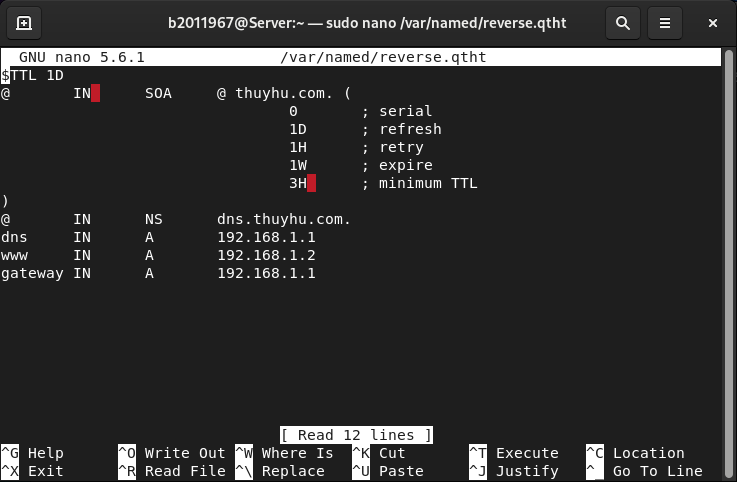 b2011967@Server:~ — sudo nano /var/named/reverse.qtht
GNU nano 5.6.1 /var/named/reverse.qtht
$TTL 1D
@ IN SOA @ thuyhu.com. (
0 ; serial
1D ; refresh
1H ; retry
1W ; expire
3H ; minimum TTL
)
@ IN NS dns.thuyhu.com.
dns IN A 192.168.1.1
www IN A 192.168.1.2
gateway IN A 192.168.1.1
[ Read 12 lines ]
^G Help ^O Write Out ^W Where Is ^K Cut ^T Execute ^C Location
^X Exit ^R Read File ^\ Replace ^U Paste ^J Justify ^_ Go To Line